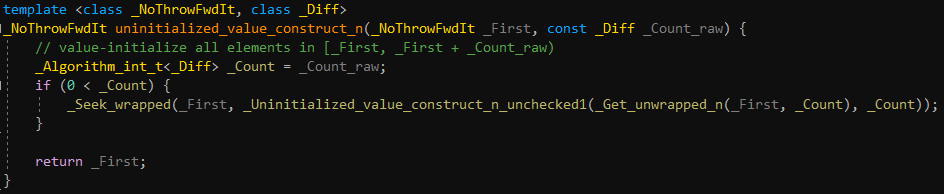 template <class _NoThrowFwdIt, class _Diff>
_NoThrowFwdIt uninitialized_value_construct_n(_NoThrowFwdIt _First, const _Diff _Count_raw) {
    // value-initialize all elements in [_First, _First + _Count_raw)
    _Algorithm_int_t<_Diff> _Count = _Count_raw;
    if (0 < _Count) {
        _Seek_wrapped(_First, _Uninitialized_value_construct_n_unchecked1(_Get_unwrapped_n(_First, _Count), _Count));
    }

    return _First;
}